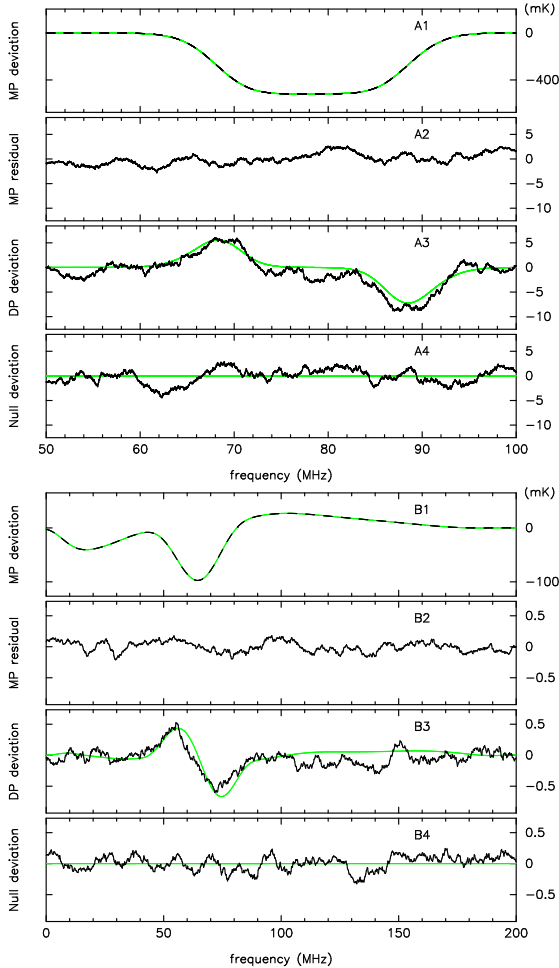 (mK)
MP deviation
A1
0
−400
MP residual
A2
5
0
−5
−10
DP deviation
A3
5
0
−5
−10
Null deviation
A4
5
0
−5
−10
50 60 70 80 90 100
frequency (MHz)
(mK)
MP deviation
B1
0
−100
MP residual
B2
0.5
0
−0.5
DP deviation
B3
0.5
0
−0.5
Null deviation
B4
0.5
0
−0.5
0 50 100 150 200
frequency (MHz)